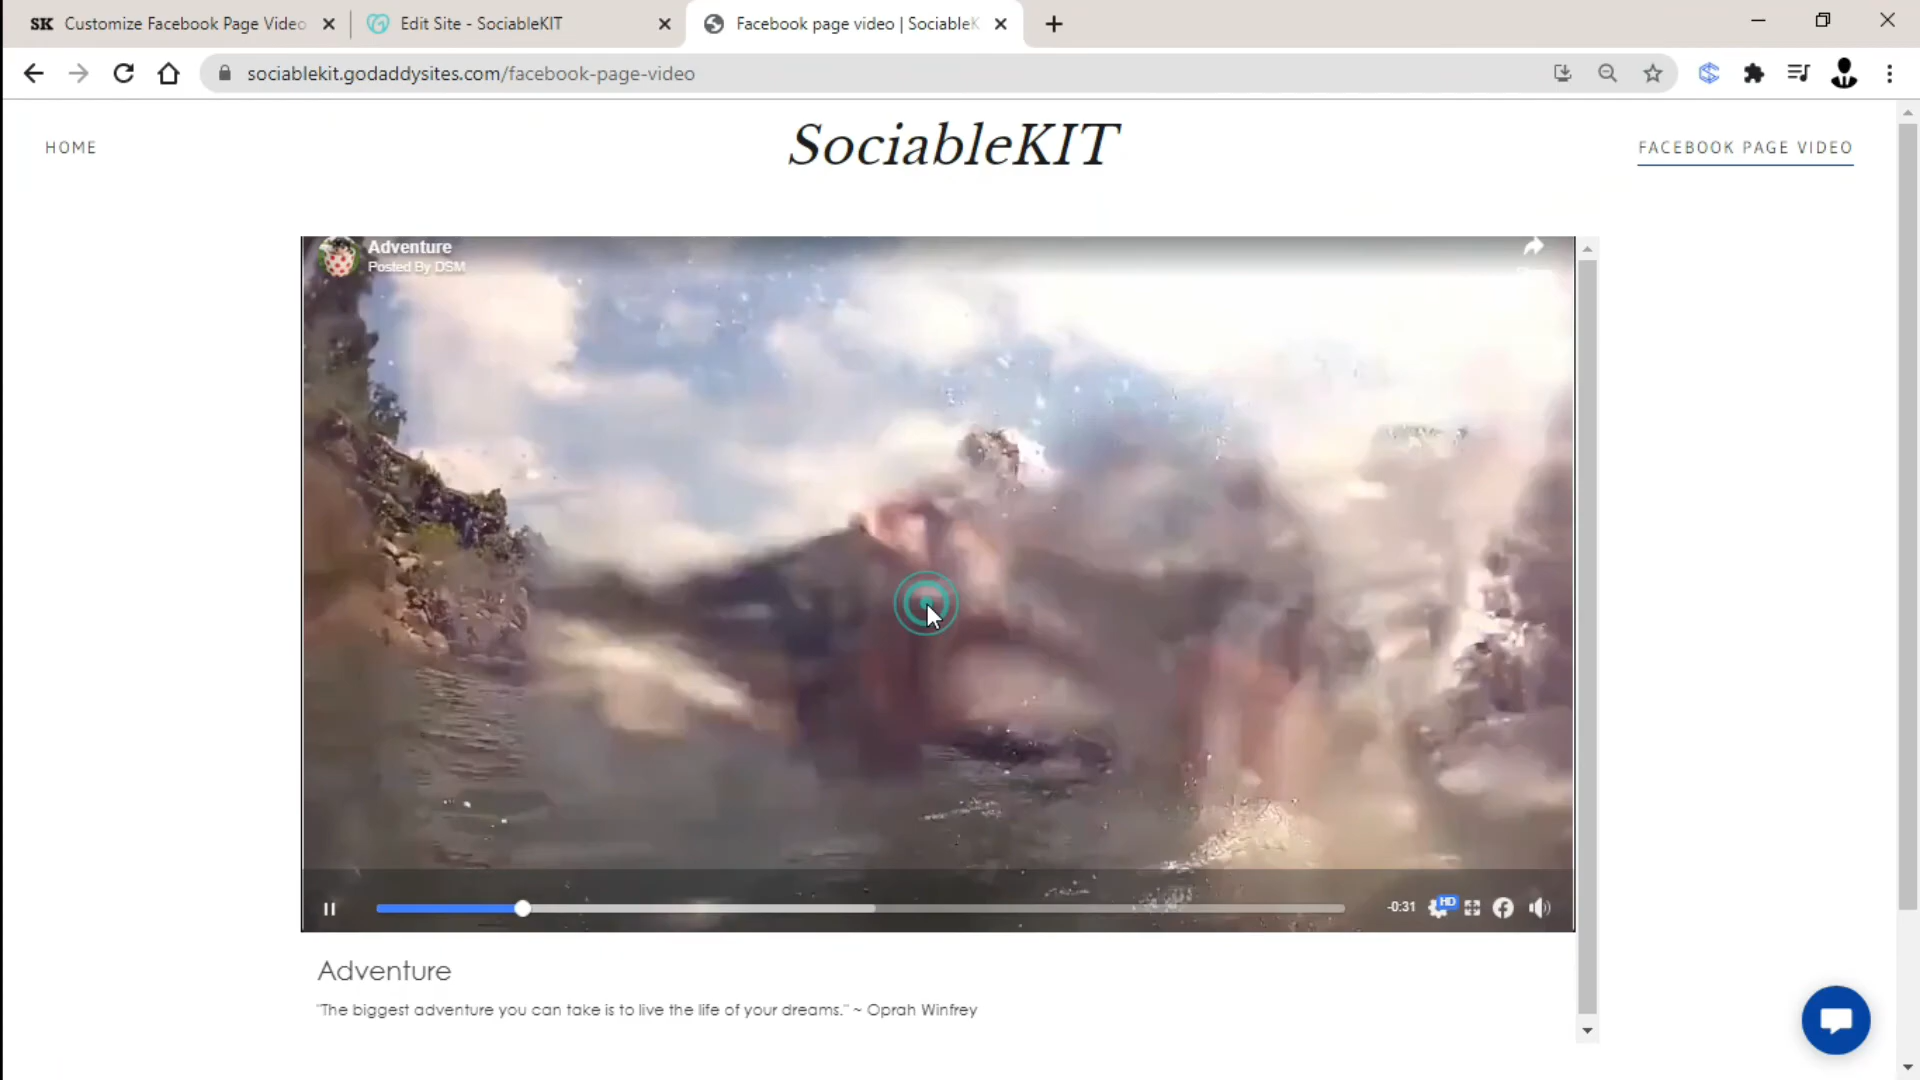 SK Customize Facebook Page Video
Edit Site - SociableKIT
Facebook page video | SociableK
sociablekit.godaddysites.com/facebook-page-video
HOME
SociableKIT
FACEBOOK PAGE VIDEO
Adventure
Posted By DSM
-0:31
HD
Adventure
"The biggest adventure you can take is to live the life of your dreams." ~ Oprah Winfrey